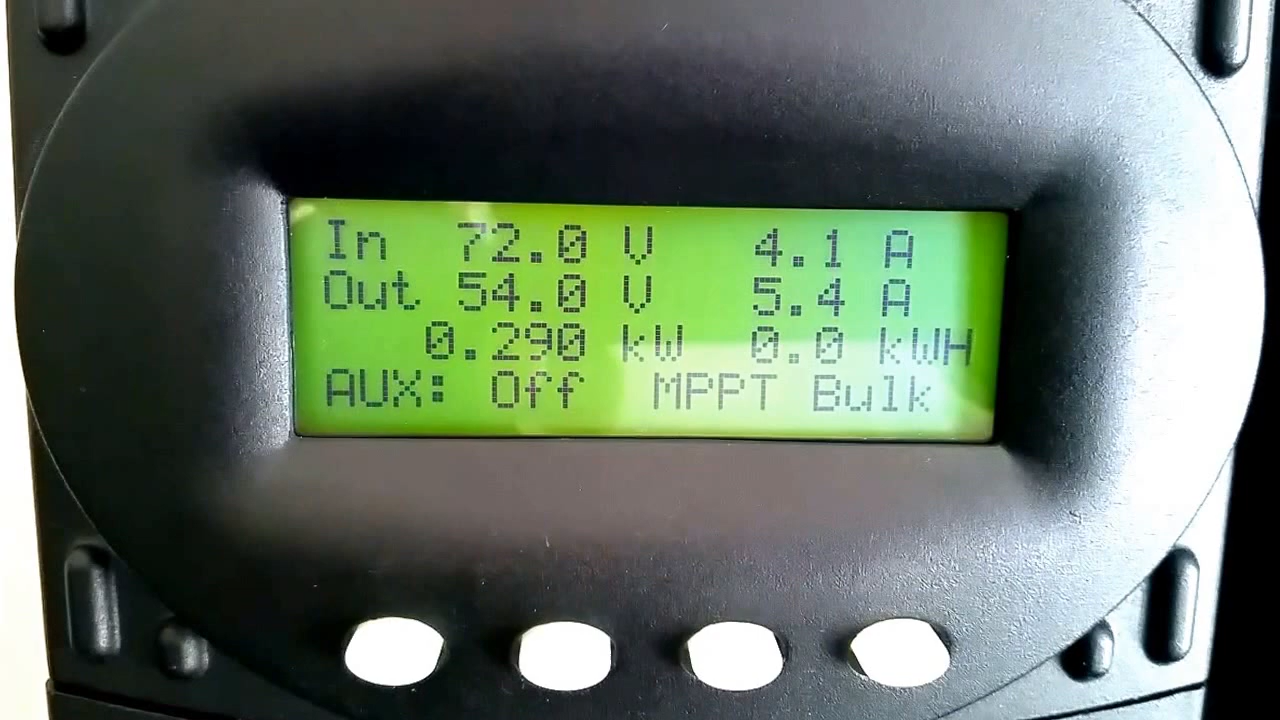 In 72.0 V 4.1 A
Out 54.0 V 5.4 A
0.290 kW 0.0 kWH
AUX: Off MPPT Bulk